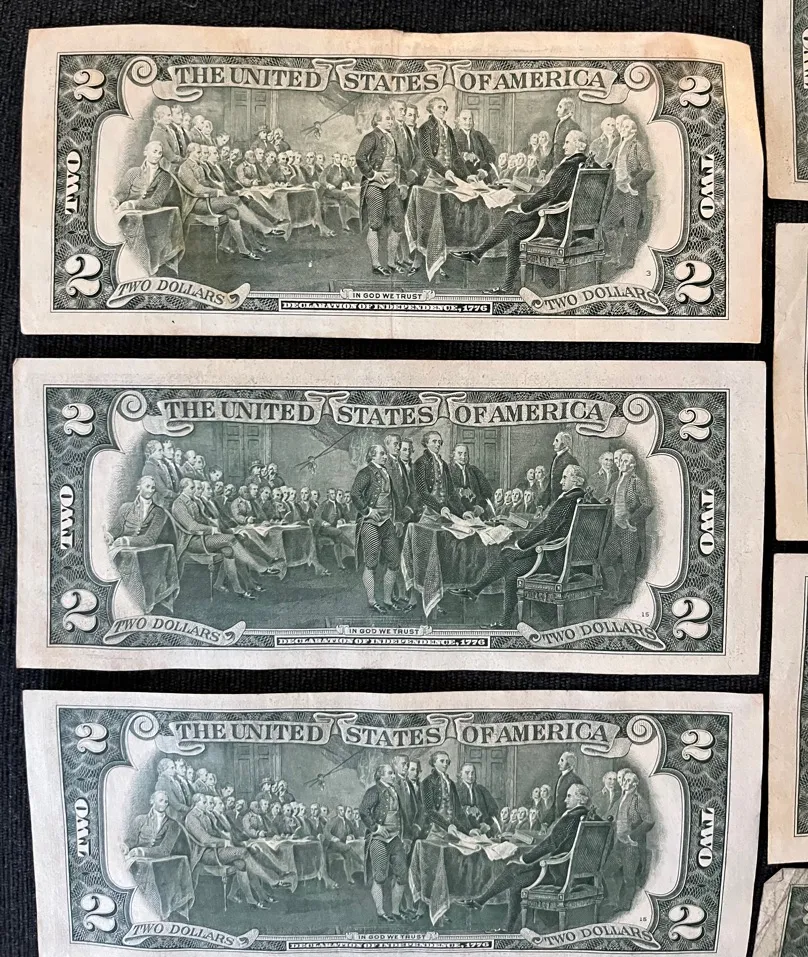 2 THE UNITED STATES OF AMERICA 2
TWO TWO
3
2 TWO DOLLARS IN GOD WE TRUST TWO DOLLARS 2
DECLARATION OF INDEPENDENCE, 1776
2 THE UNITED STATES OF AMERICA 2
TWO TWO
15
2 TWO DOLLARS IN GOD WE TRUST TWO DOLLARS 2
DECLARATION OF INDEPENDENCE, 1776
2 THE UNITED STATES OF AMERICA 2
TWO TWO
15
2 TWO DOLLARS IN GOD WE TRUST TWO DOLLARS 2
DECLARATION OF INDEPENDENCE, 1776